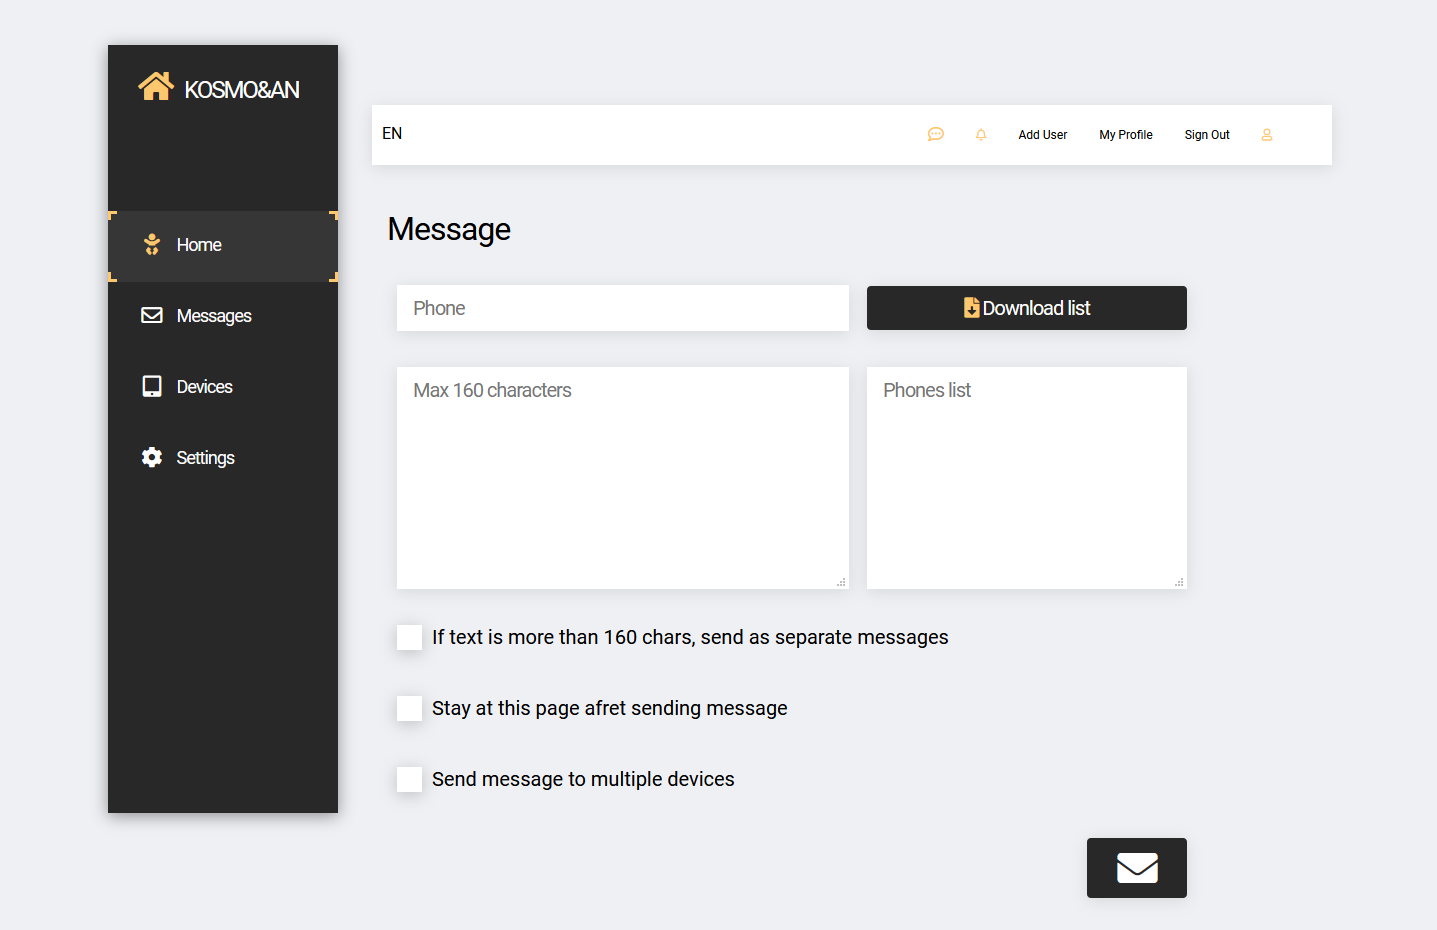 KOSMO&AN
EN
Add User
My Profile
Sign Out
Message
Home
Messages
Devices
Settings
Phone
Download list
Max 160 characters
Phones list
If text is more than 160 chars, send as separate messages
Stay at this page afret sending message
Send message to multiple devices